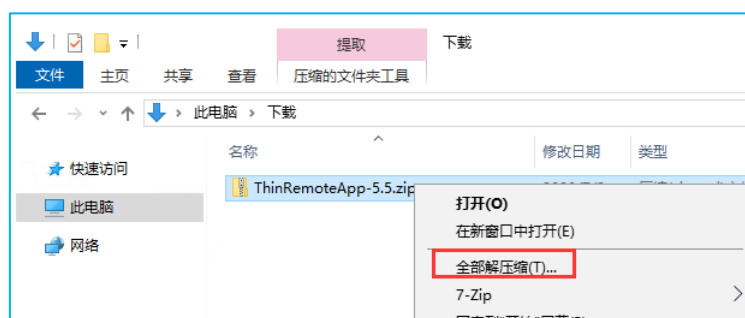 提取
下载
文件
主页
共享
查看
压缩的文件夹工具
此电脑 > 下载
名称
修改日期
类型
快速访问
ThinRemoteApp-5.5.zip
此电脑
打开(O)
在新窗口中打开(E)
网络
全部解压缩(T)...
7-Zip